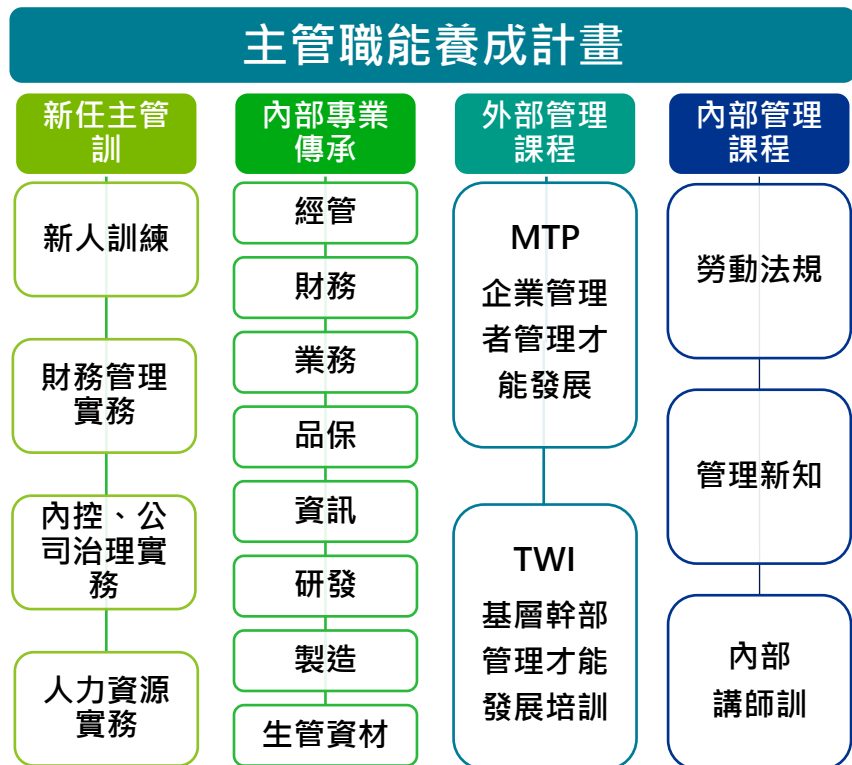 主管職能養成計畫
新任主管
訓
新人訓練
財務管理
實務
內控、公
司治理實
務
人力資源
實務
內部專業
傳承
經管
財務
業務
品保
資訊
研發
製造
生管資材
外部管理
課程
MTP
企業管理
者管理才
能發展
TWI
基層幹部
管理才能
發展培訓
內部管理
課程
勞動法規
管理新知
內部
講師訓